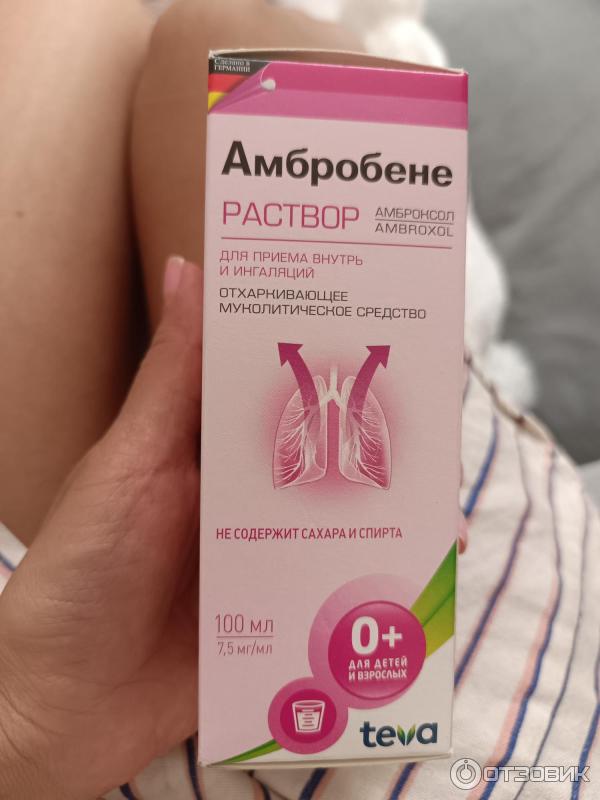 Сделано в
ГЕРМАНИИ
Амбробене
РАСТВОР
АМБРОКСОЛ
AMBROXOL
ДЛЯ ПРИЕМА ВНУТРЬ
И ИНГАЛЯЦИЙ
ОТХАРКИВАЮЩЕЕ
МУКОЛИТИЧЕСКОЕ СРЕДСТВО
НЕ СОДЕРЖИТ САХАРА И СПИРТА
100 мл
7,5 мг/мл
0+
ДЛЯ ДЕТЕЙ
И ВЗРОСЛЫХ
teva
ОТЗОВИК